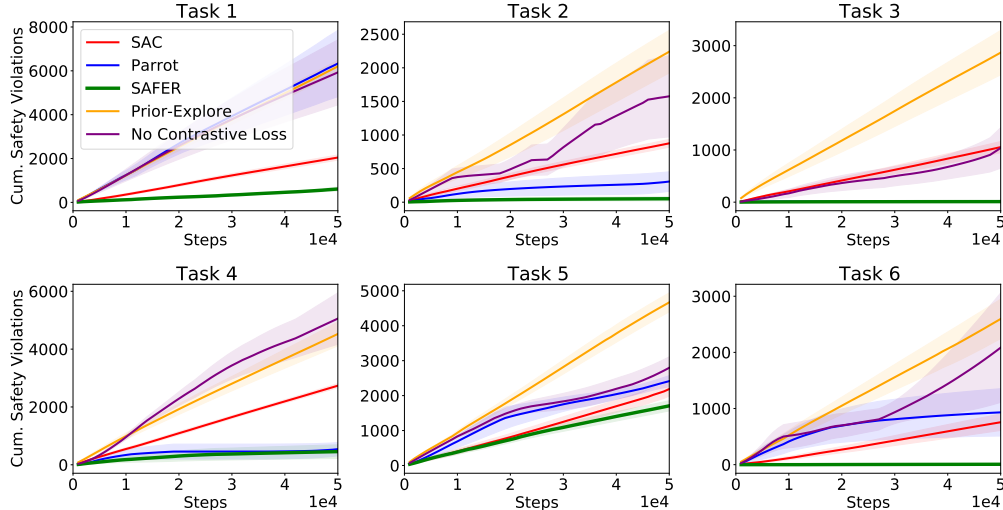 Task 1
Task 2
Task 3
Cum. Safety Violations
8000
6000
4000
2000
0
SAC
Parrot
SAFER
Prior-Explore
No Contrastive Loss
2500
2000
1500
1000
500
0
3000
2000
1000
0
0 1 2 3 4 5
Steps 1e4
0 1 2 3 4 5
Steps 1e4
0 1 2 3 4 5
Steps 1e4
Task 4
Task 5
Task 6
Cum. Safety Violations
6000
4000
2000
0
5000
4000
3000
2000
1000
0
3000
2000
1000
0
0 1 2 3 4 5
Steps 1e4
0 1 2 3 4 5
Steps 1e4
0 1 2 3 4 5
Steps 1e4